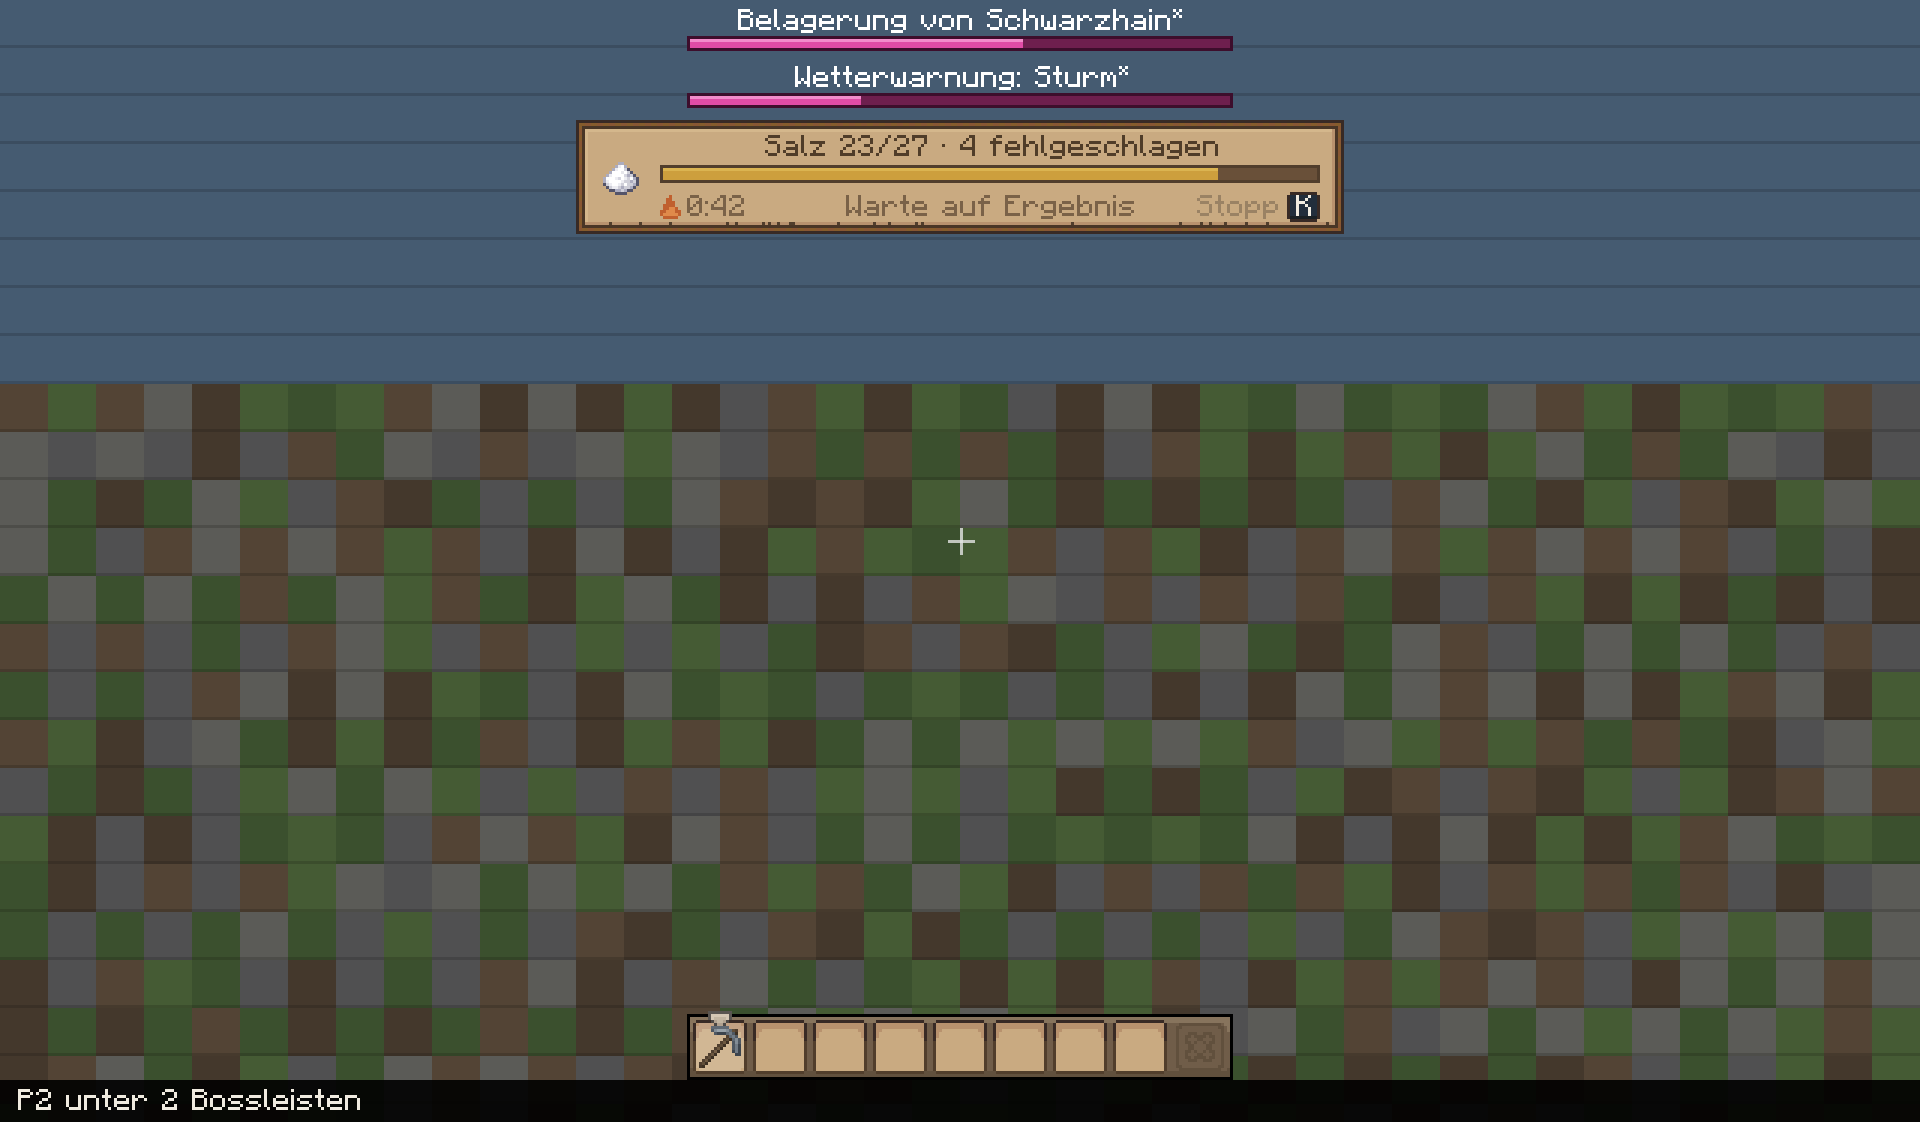 Belagerung von Schwarzhain*
Wetterwarnung: Sturm*
Salz 23/27 · 4 fehlgeschlagen
0:42 Warte auf Ergebnis Stopp K
P2 unter 2 Bossleisten